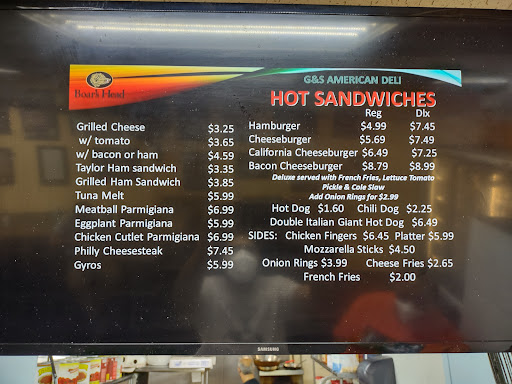 Boar's Head
G&S AMERICAN DELI
HOT SANDWICHES
Grilled Cheese $3.25
w/ tomato $3.65
w/ bacon or ham $4.59
Taylor Ham sandwich $3.35
Grilled Ham Sandwich $3.85
Tuna Melt $5.99
Meatball Parmigiana $6.99
Eggplant Parmigiana $5.99
Chicken Cutlet Parmigiana $6.99
Philly Cheesesteak $7.45
Gyros $5.99
Reg Dlx
Hamburger $4.99 $7.45
Cheeseburger $5.69 $7.49
California Cheeseburger $6.49 $7.25
Bacon Cheeseburger $8.79 $8.99
Deluxe served with French Fries, Lettuce Tomato
Pickle & Cole Slaw
Add Onion Rings for $2.99
Hot Dog $1.60 Chili Dog $2.25
Double Italian Giant Hot Dog $6.49
SIDES: Chicken Fingers $6.45 Platter $5.99
Mozzarella Sticks $4.50
Onion Rings $3.99 Cheese Fries $2.65
French Fries $2.00
SAMSUNG